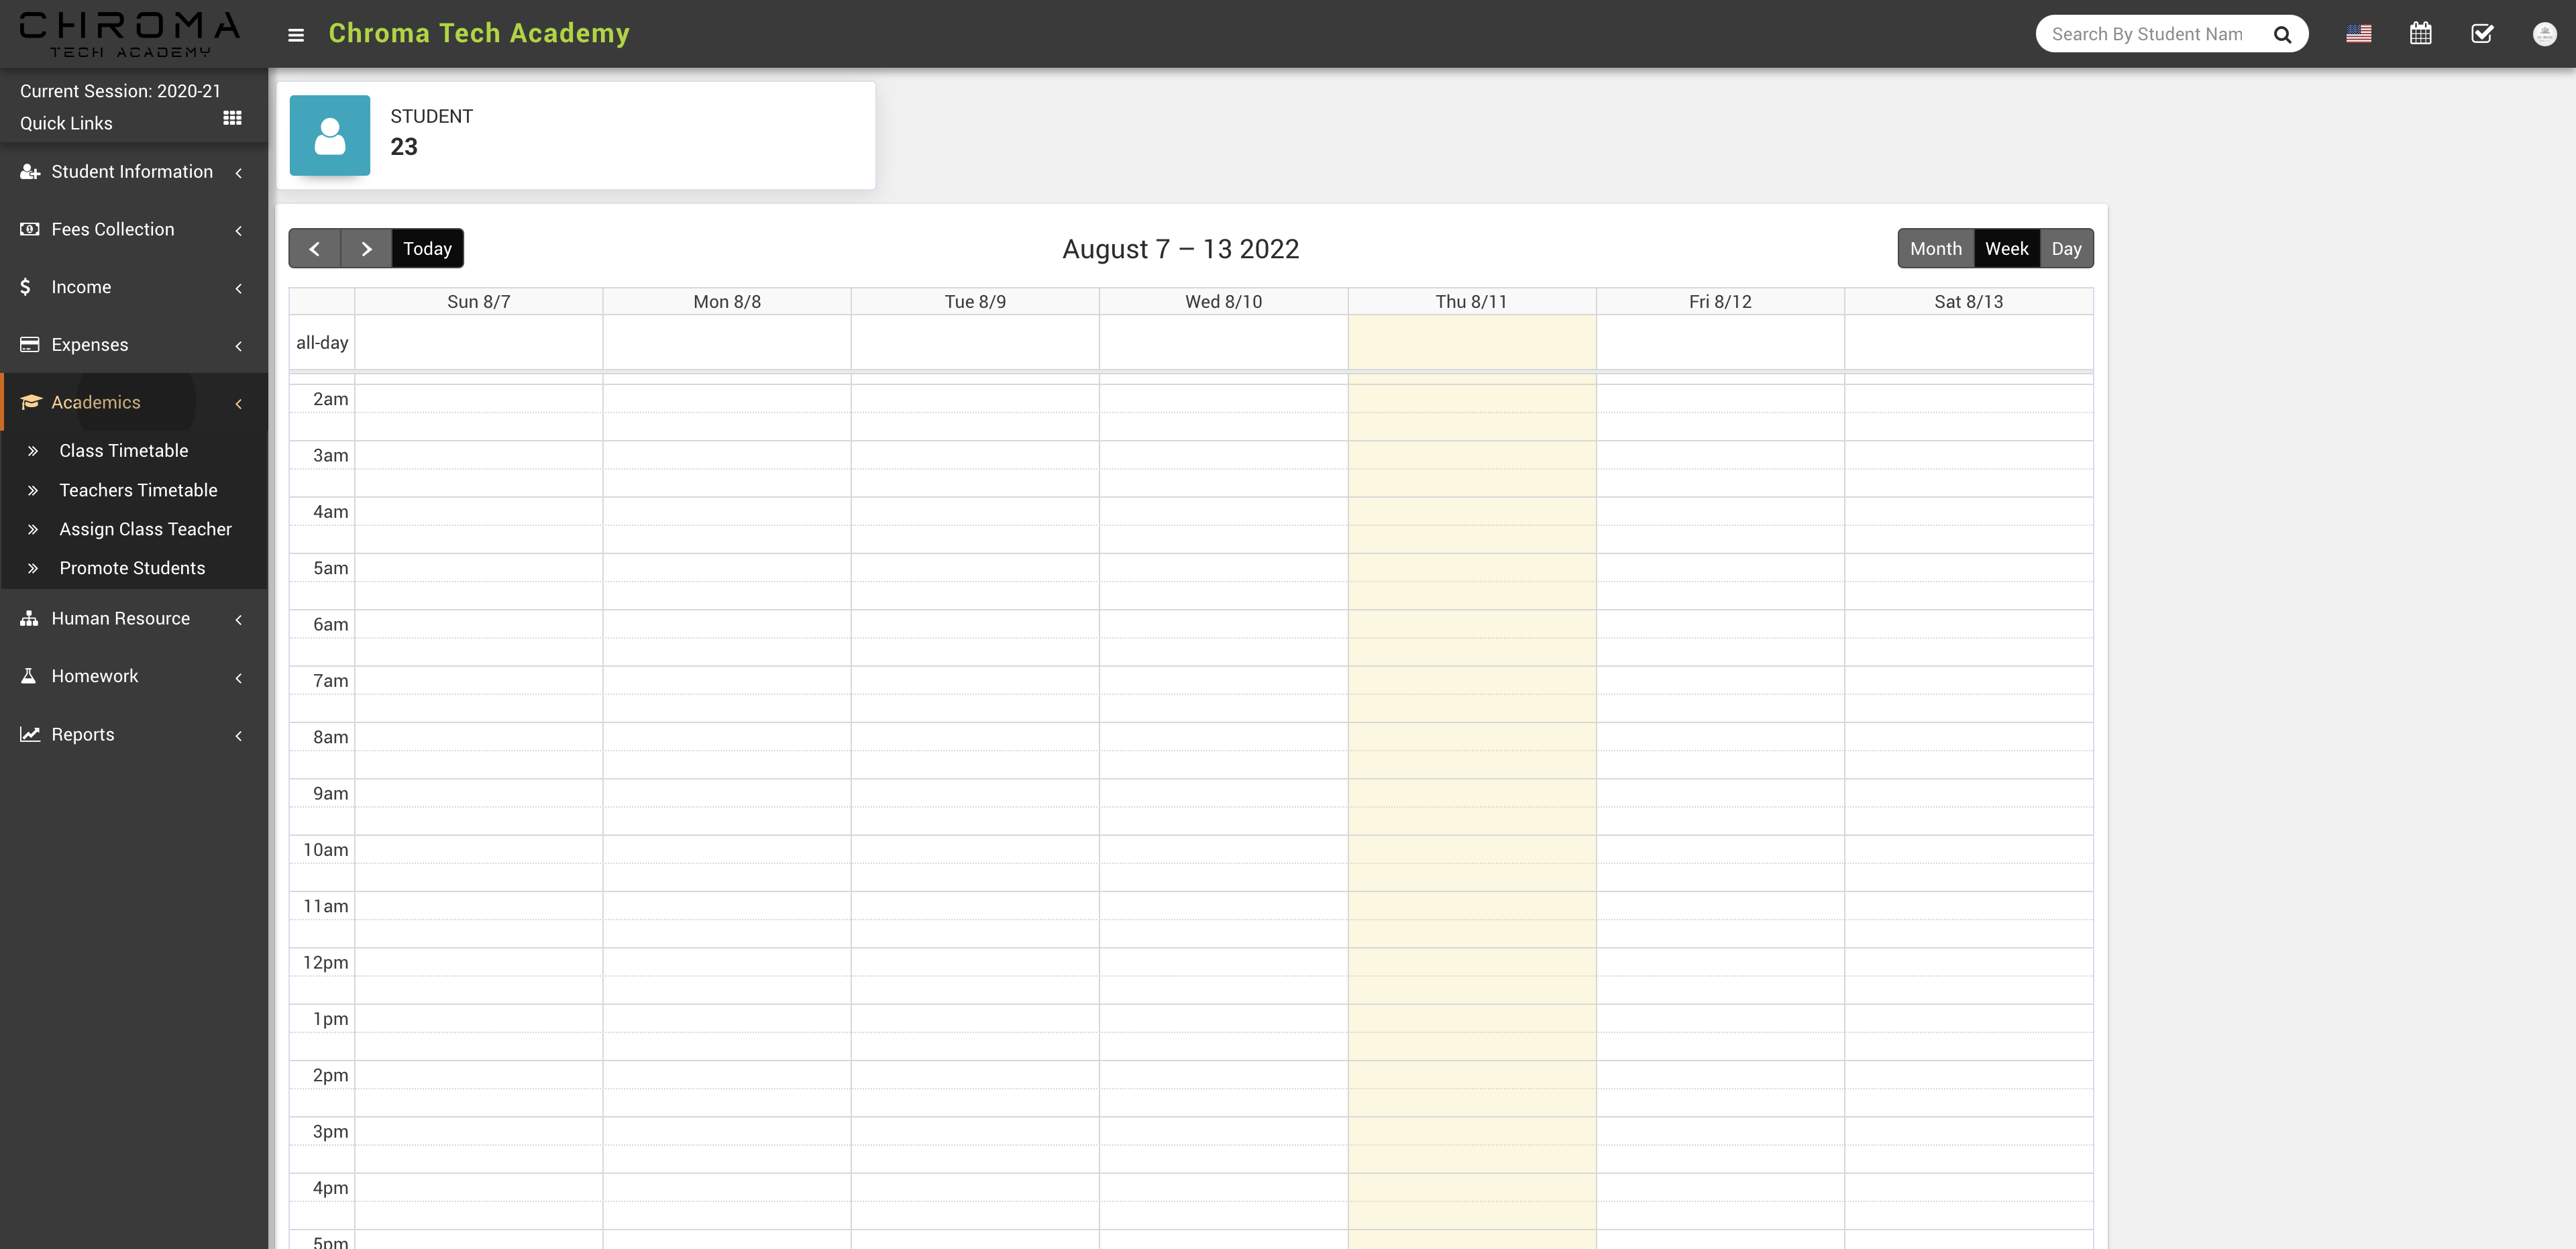 CHROMA
TECH ACADEMY
Chroma Tech Academy
Search By Student Nam
Current Session: 2020-21
Quick Links
Student Information
Fees Collection
Income
Expenses
Academics
Class Timetable
Teachers Timetable
Assign Class Teacher
Promote Students
Human Resource
Homework
Reports
STUDENT
23
Today
August 7 – 13 2022
Month Week Day
Sun 8/7 Mon 8/8 Tue 8/9 Wed 8/10 Thu 8/11 Fri 8/12 Sat 8/13
all-day
2am
3am
4am
5am
6am
7am
8am
9am
10am
11am
12pm
1pm
2pm
3pm
4pm
5pm